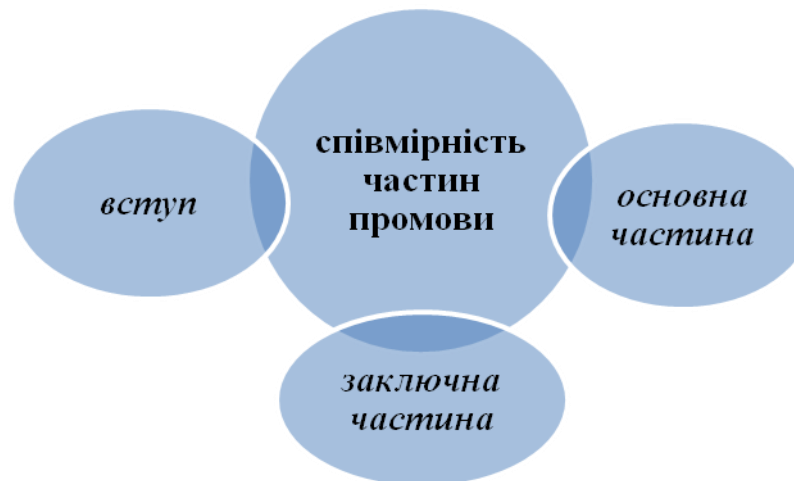 співмірність
частин
промови
вступ
основна
частина
заключна
частина